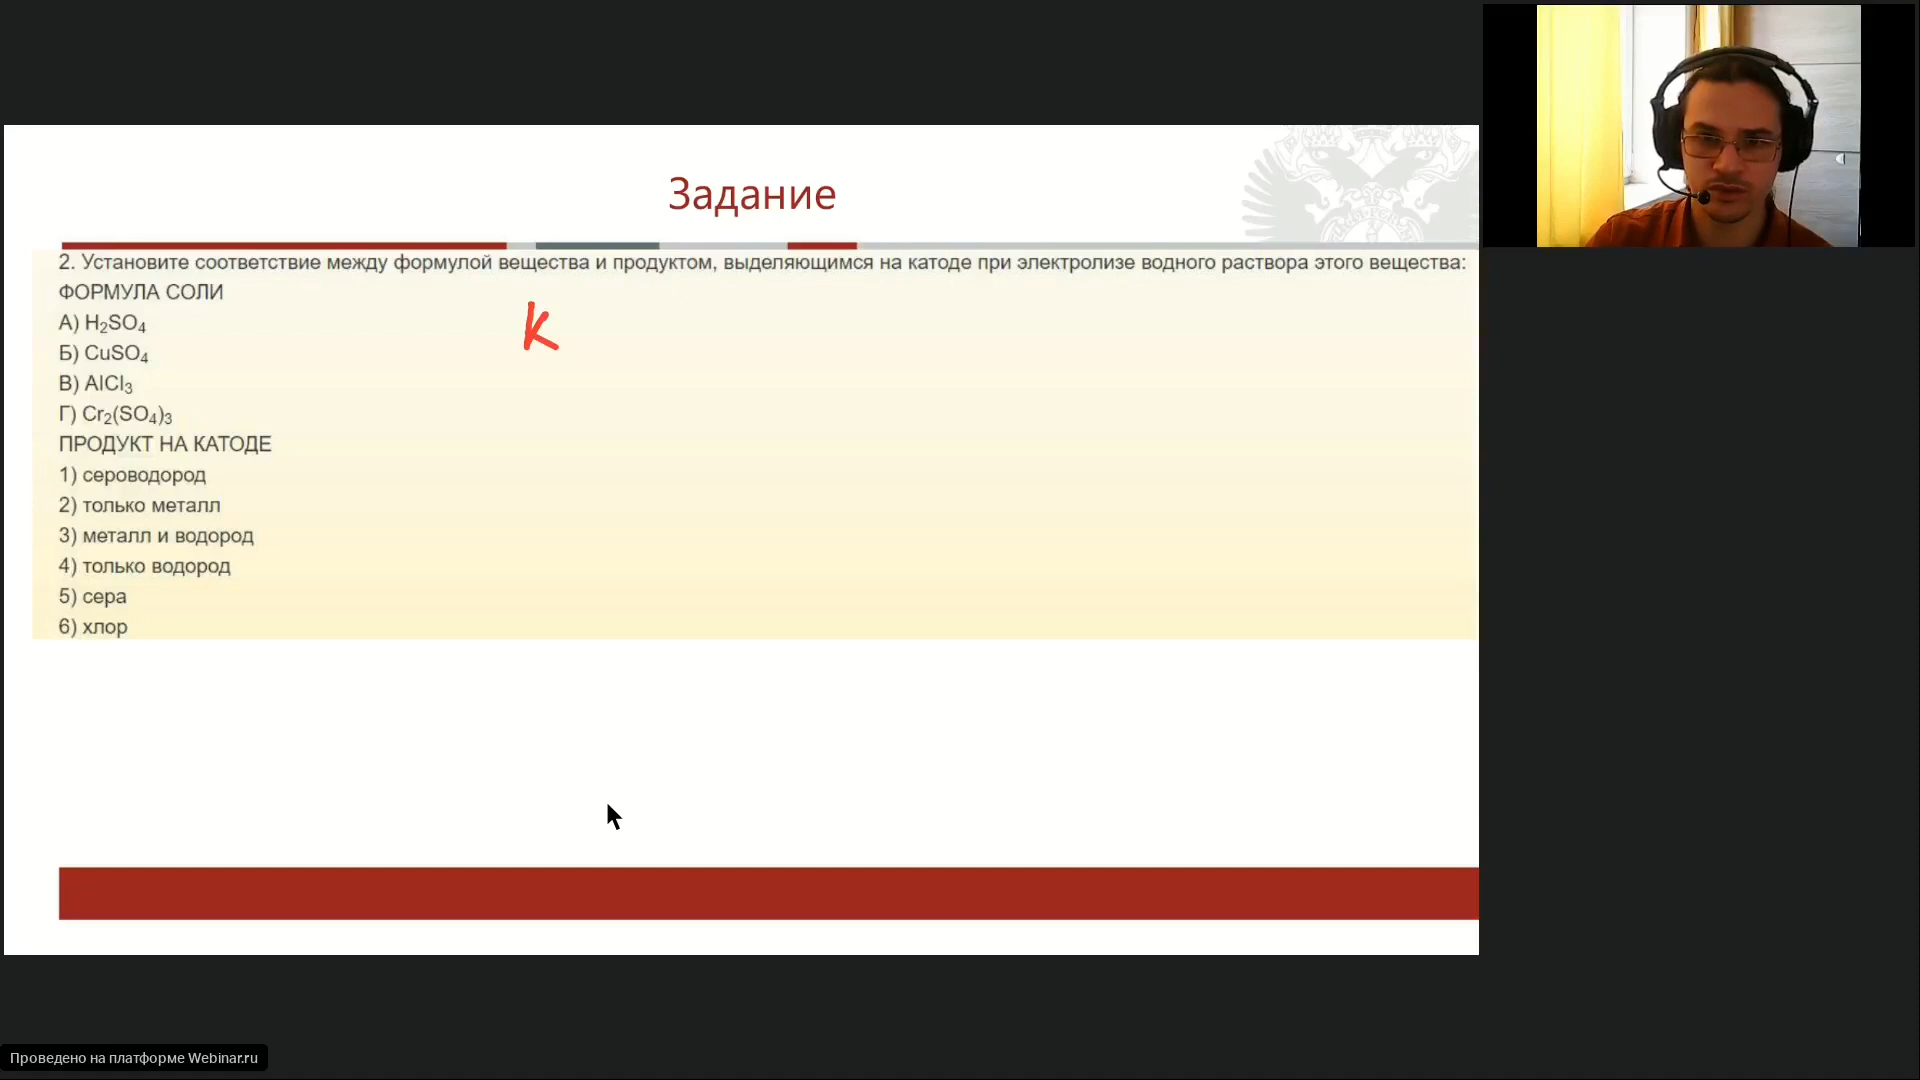 Задание
2. Установите соответствие между формулой вещества и продуктом, выделяющимся на катоде при электролизе водного раствора этого вещества:
ФОРМУЛА СОЛИ
А) H₂SO₄
Б) CuSO₄
В) AlCl₃
Г) Cr₂(SO₄)₃
ПРОДУКТ НА КАТОДЕ
1) сероводород
2) только металл
3) металл и водород
4) только водород
5) сера
6) хлор
К
Проведено на платформе Webinar.ru